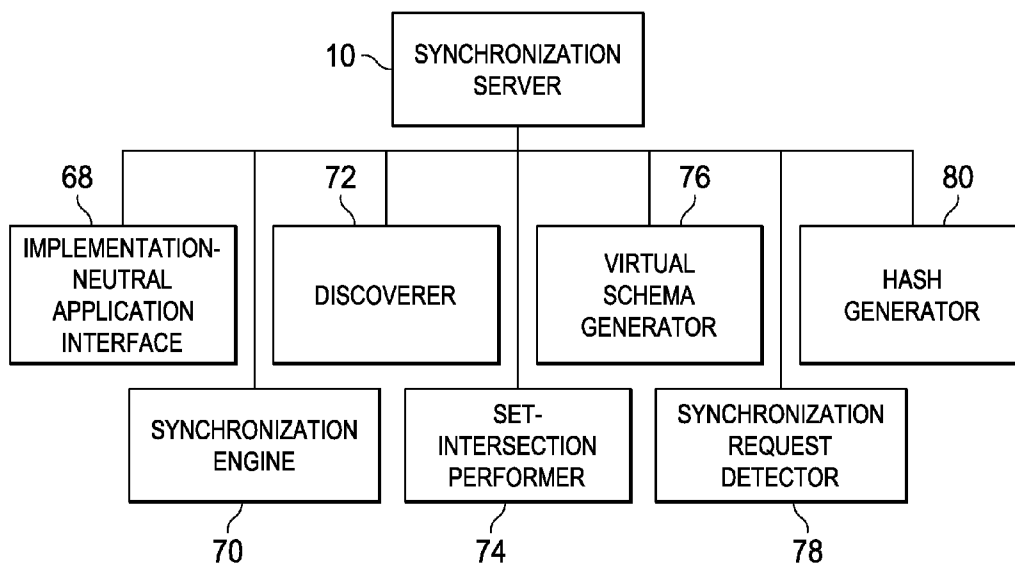 10
SYNCHRONIZATION
SERVER
68
IMPLEMENTATION-
NEUTRAL
APPLICATION
INTERFACE
72
DISCOVERER
76
VIRTUAL
SCHEMA
GENERATOR
80
HASH
GENERATOR
SYNCHRONIZATION
ENGINE
70
SET-
INTERSECTION
PERFORMER
74
SYNCHRONIZATION
REQUEST
DETECTOR
78